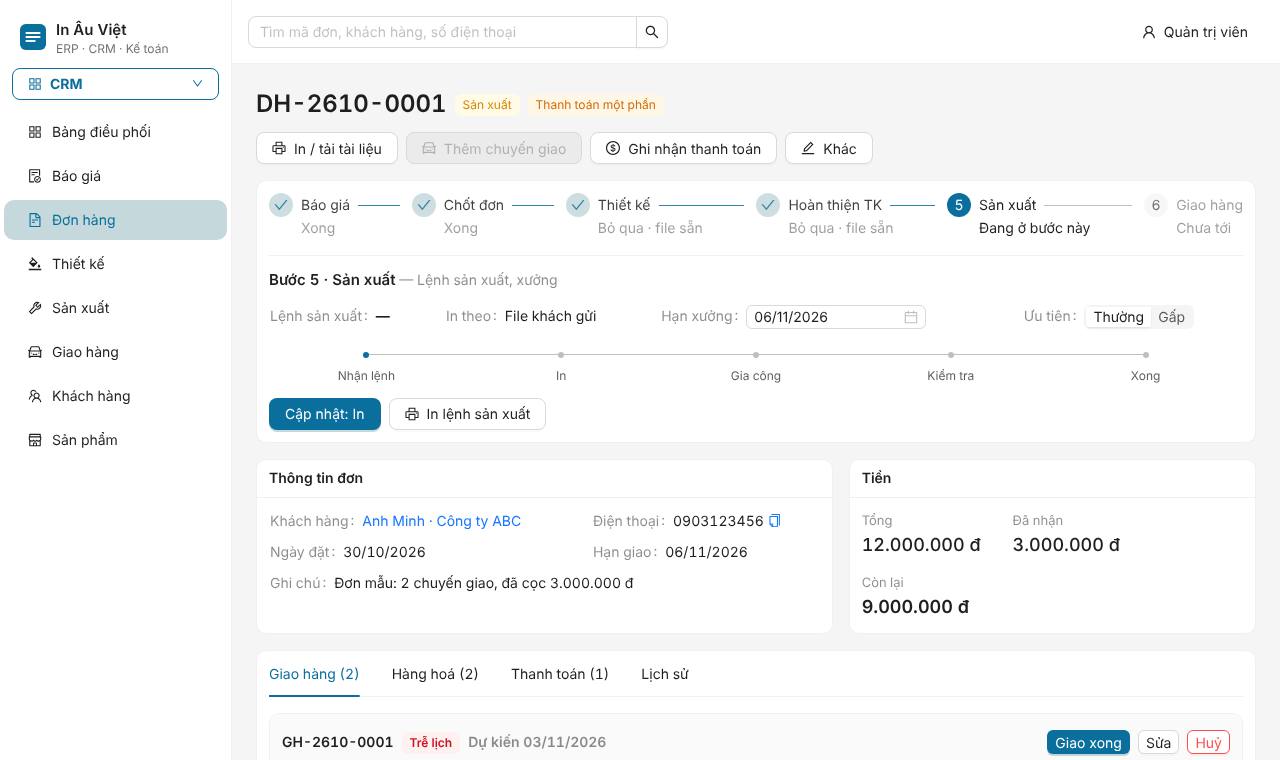 In Âu Việt
ERP · CRM · Kế toán
CRM
Bảng điều phối
Báo giá
Đơn hàng
Thiết kế
Sản xuất
Giao hàng
Khách hàng
Sản phẩm
Tìm mã đơn, khách hàng, số điện thoại
Quản trị viên
DH-2610-0001 Sản xuất Thanh toán một phần
In / tải tài liệu Thêm chuyến giao Ghi nhận thanh toán Khác
Báo giá Chốt đơn Thiết kế Hoàn thiện TK 5 Sản xuất 6 Giao hàng
Xong Xong Bỏ qua · file sẵn Bỏ qua · file sẵn Đang ở bước này Chưa tới
Bước 5 · Sản xuất — Lệnh sản xuất, xưởng
Lệnh sản xuất: — In theo: File khách gửi Hạn xưởng: 06/11/2026 Ưu tiên: Thường Gấp
Nhận lệnh In Gia công Kiểm tra Xong
Cập nhật: In In lệnh sản xuất
Thông tin đơn
Khách hàng: Anh Minh · Công ty ABC Điện thoại: 0903123456
Ngày đặt: 30/10/2026 Hạn giao: 06/11/2026
Ghi chú: Đơn mẫu: 2 chuyến giao, đã cọc 3.000.000 đ
Tiền
Tổng Đã nhận
12.000.000 đ 3.000.000 đ
Còn lại
9.000.000 đ
Giao hàng (2) Hàng hoá (2) Thanh toán (1) Lịch sử
GH-2610-0001 Trễ lịch Dự kiến 03/11/2026 Giao xong Sửa Huỷ